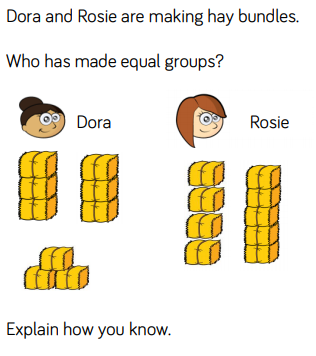 Dora and Rosie are making hay bundles.
Who has made equal groups?
Dora
Rosie
Explain how you know.